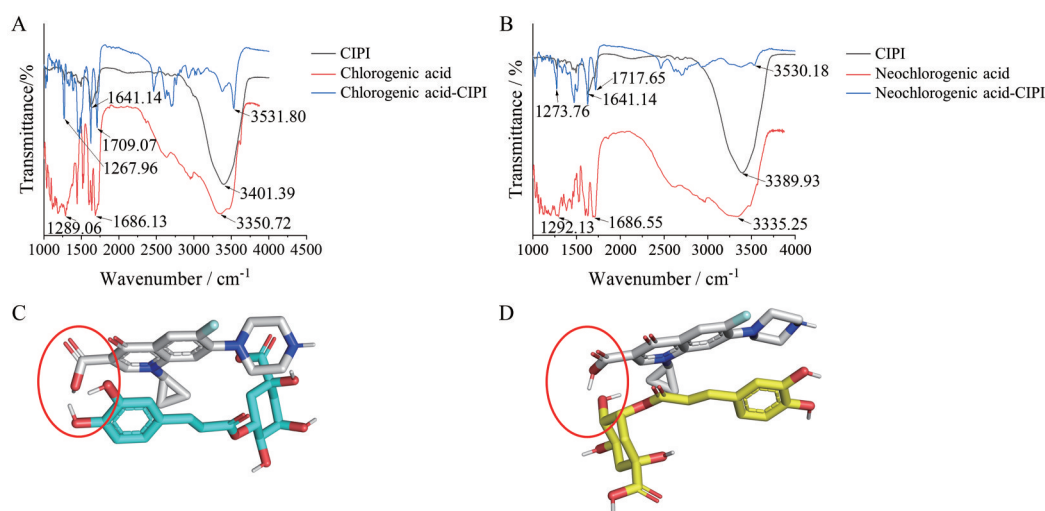 A
Transmittance/%
CIPI
Chlorogenic acid
Chlorogenic acid-CIPI
1641.14
1709.07
1267.96
3531.80
3401.39
3350.72
1686.13
1289.06
1000 1500 2000 2500 3000 3500 4000 4500
Wavenumber / cm-1
B
Transmittance / %
CIPI
Neochlorogenic acid
Neochlorogenic acid-CIPI
1717.65
1641.14
1273.76
3530.18
3389.93
3335.25
1686.55
1292.13
1000 1500 2000 2500 3000 3500 4000
Wavenumber / cm-1
C
D